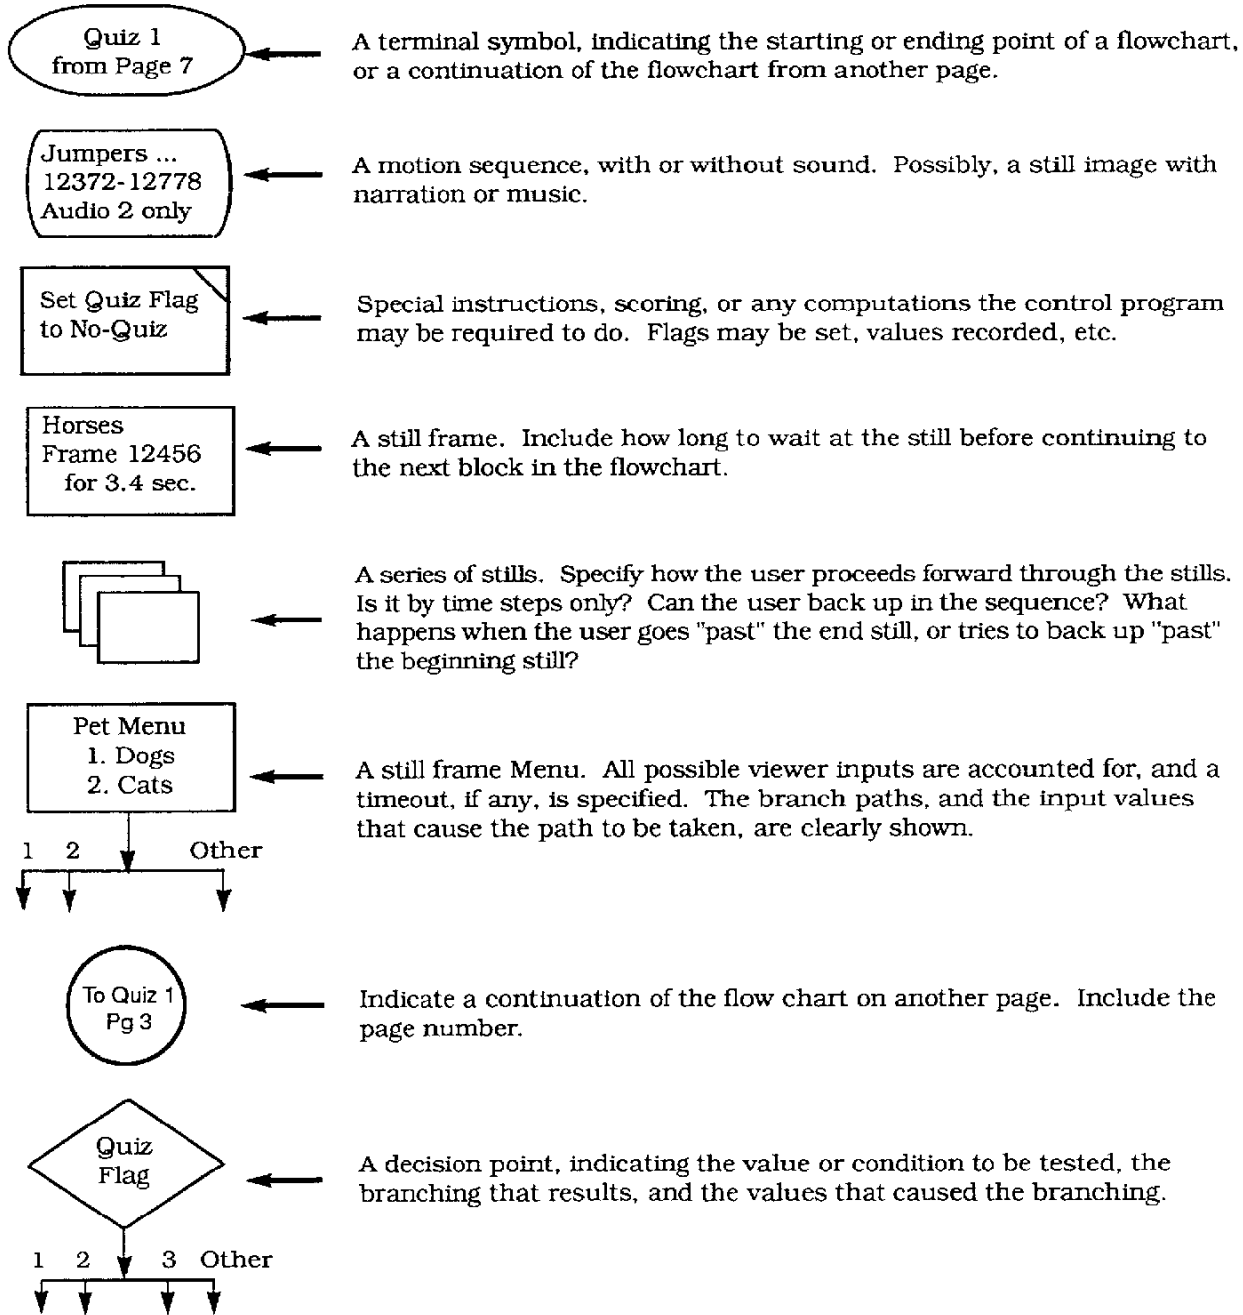 Quiz 1
from Page 7
A terminal symbol, indicating the starting or ending point of a flowchart,
or a continuation of the flowchart from another page.
Jumpers ...
12372-12778
Audio 2 only
A motion sequence, with or without sound. Possibly, a still image with
narration or music.
Set Quiz Flag
to No-Quiz
Special instructions, scoring, or any computations the control program
may be required to do. Flags may be set, values recorded, etc.
Horses
Frame 12456
for 3.4 sec.
A still frame. Include how long to wait at the still before continuing to
the next block in the flowchart.
A series of stills. Specify how the user proceeds forward through the stills.
Is it by time steps only? Can the user back up in the sequence? What
happens when the user goes "past" the end still, or tries to back up "past"
the beginning still?
Pet Menu
1. Dogs
2. Cats
A still frame Menu. All possible viewer inputs are accounted for, and a
timeout, if any, is specified. The branch paths, and the input values
that cause the path to be taken, are clearly shown.
1 2 Other
To Quiz 1
Pg 3
Indicate a continuation of the flow chart on another page. Include the
page number.
Quiz
Flag
A decision point, indicating the value or condition to be tested, the
branching that results, and the values that caused the branching.
1 2 3 Other